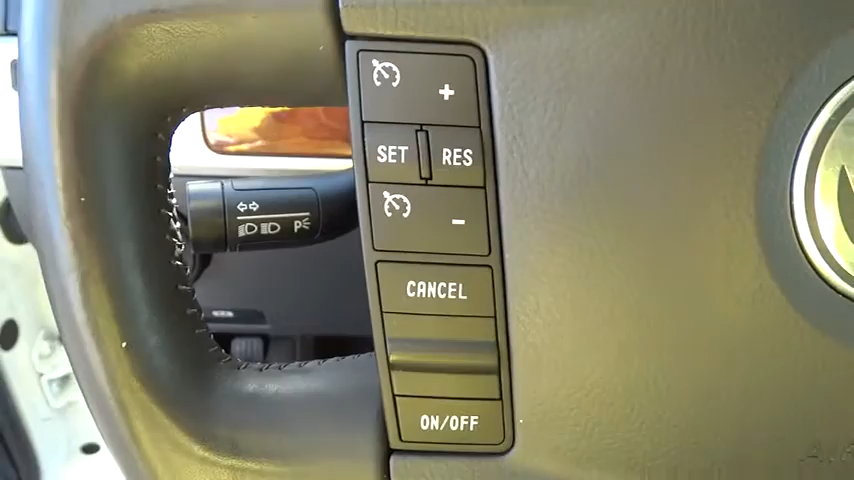 +
SET RES
−
CANCEL
ON/OFF
P